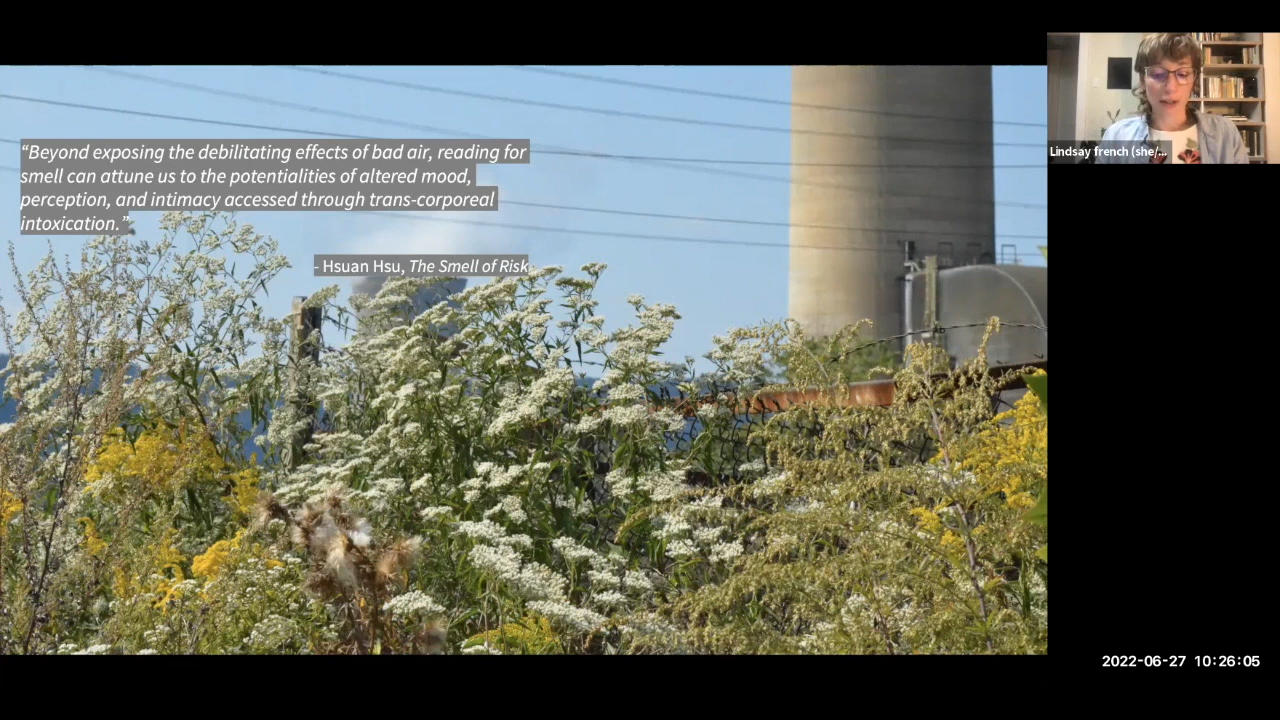 “Beyond exposing the debilitating effects of bad air, reading for
smell can attune us to the potentialities of altered mood,
perception, and intimacy accessed through trans-corporeal
intoxication.”
- Hsuan Hsu, The Smell of Risk
Lindsay french (she/...
2022-06-27 10:26:05